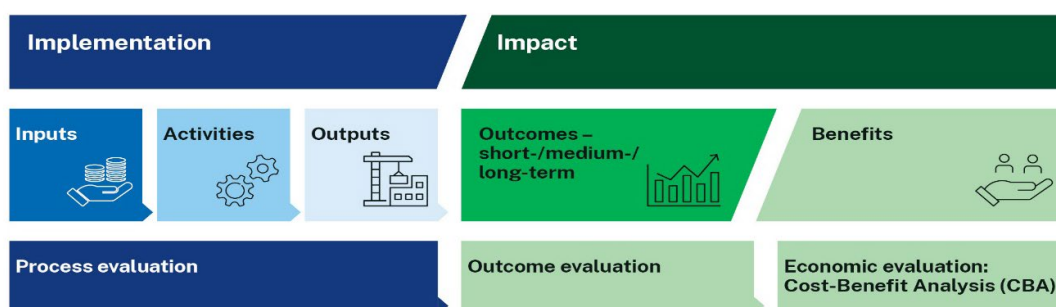 Implementation
Impact
Inputs
Activities
Outputs
Outcomes –
short-/medium-/
long-term
Benefits
Process evaluation
Outcome evaluation
Economic evaluation:
Cost-Benefit Analysis (CBA)